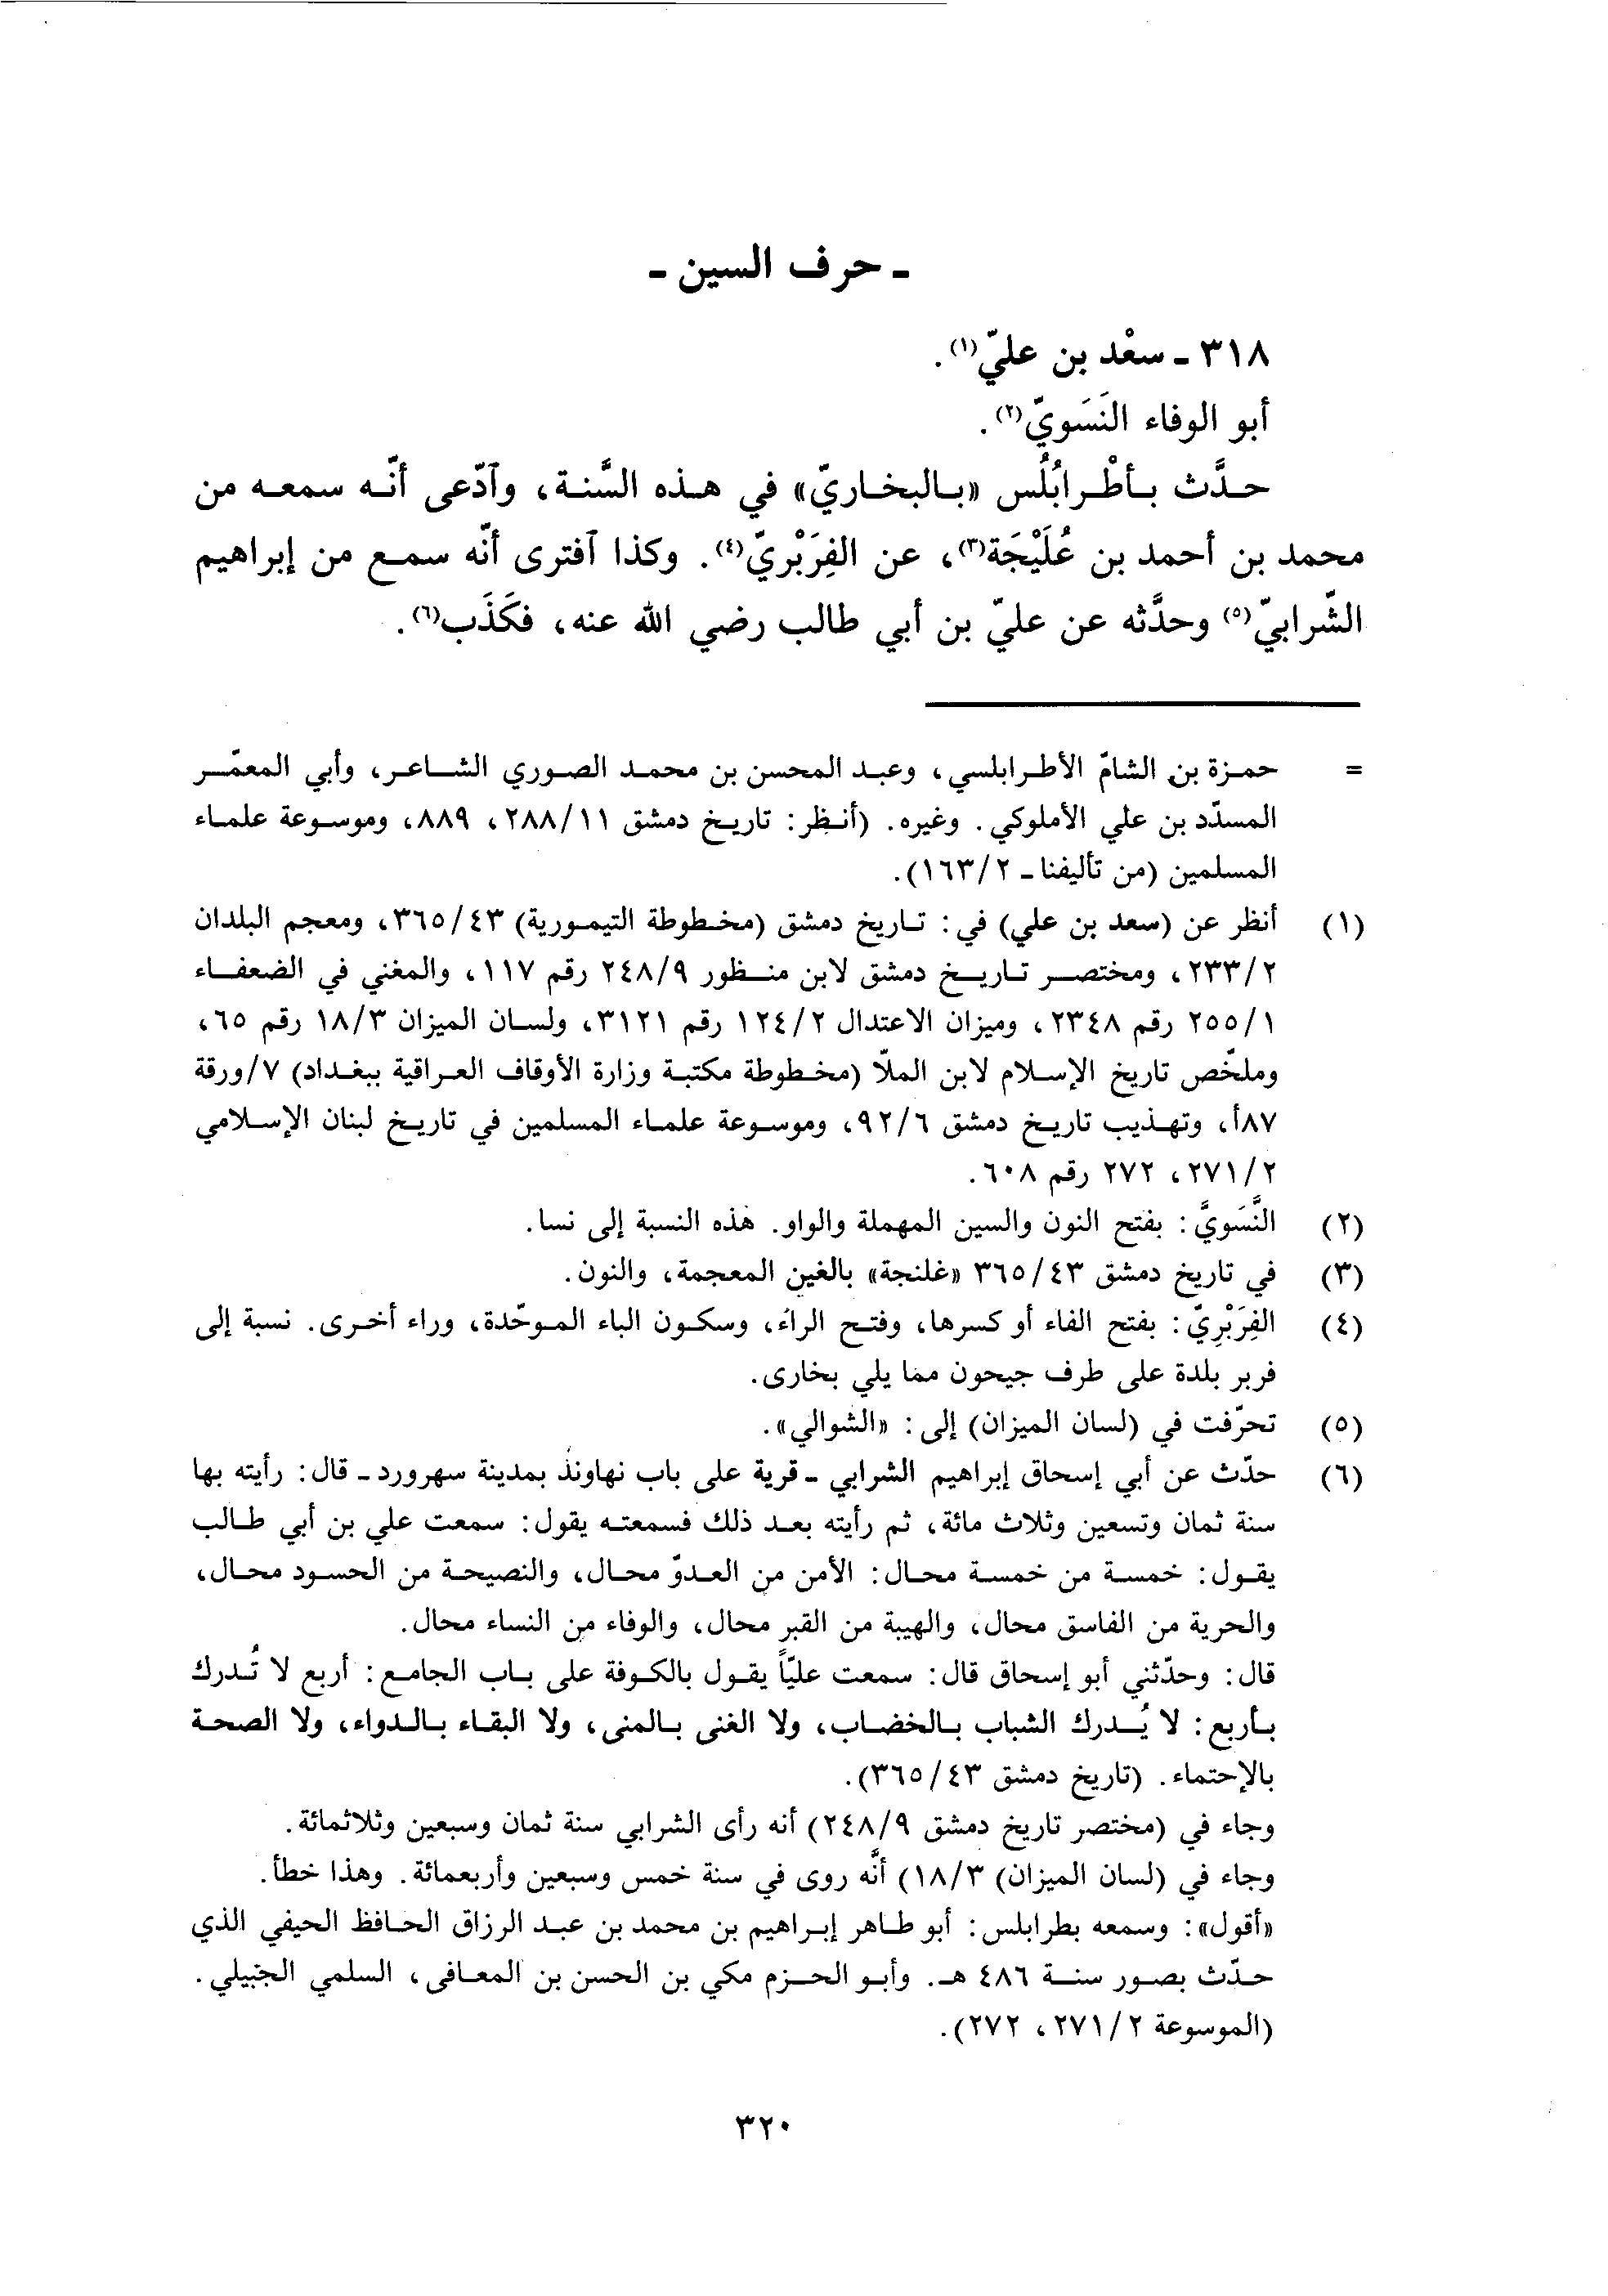 ـ حرف السين ـ
٣١٨ ـ سعْد بن عليّ(١).
أبو الوفاء النَسَويّ(٢).
حدَّث بأطْرابُلُس «بالبخاريّ» في هذه السَّنة، وآدّعى أنّه سمعه من
محمد بن أحمد بن عُلَيْجَة(٣)، عن الفِرَبْريّ(٤). وكذا آفترى أنّه سمع من إبراهيم
الشّرابيّ(٥) وحدَّثه عن عليّ بن أبي طالب رضي الله عنه، فكَذَب(٦).
= حمزة بن الشامّ الأطرابلسي، وعبد المحسن بن محمد الصوري الشاعر، وأبي المعمّر
المسدّد بن علي الأملوكي. وغيره. (أنظر: تاريخ دمشق ٢٨٨/١١، ٨٨٩، وموسوعة علماء
المسلمين (من تأليفنا ـ ١٦٣/٢).
(١) أنظر عن (سعد بن علي) في: تاريخ دمشق (مخطوطة التيمورية) ٣٦٥/٤٣، ومعجم البلدان
٢٣٣/٢، ومختصر تاريخ دمشق لابن منظور ٢٤٨/٩ رقم ١١٧، والمغني في الضعفاء
٢٥٥/١ رقم ٢٣٤٨، وميزان الاعتدال ١٢٤/٢ رقم ٣١٢١، ولسان الميزان ١٨/٣ رقم ٦٥،
وملخّص تاريخ الإسلام لابن الملّا (مخطوطة مكتبة وزارة الأوقاف العراقية ببغداد) ٧/ورقة
٨٧أ، وتهذيب تاريخ دمشق ٩٢/٦، وموسوعة علماء المسلمين في تاريخ لبنان الإسلامي
٢٧١/٢، ٢٧٢ رقم ٦٠٨.
(٢) النَّسَويَّ: بفتح النون والسين المهملة والواو. هذه النسبة إلى نسا.
(٣) في تاريخ دمشق ٣٦٥/٤٣ «غلنجة» بالغين المعجمة، والنون.
(٤) الفِرَبْرِيّ: بفتح الفاء أو كسرها، وفتح الراء، وسكون الباء الموحّدة، وراء أخرى. نسبة إلى
فربر بلدة على طرف جيحون مما يلي بخارى.
(٥) تحرّفت في (لسان الميزان) إلى: «الشوالي».
(٦) حدّث عن أبي إسحاق إبراهيم الشرابي ـ قرية على باب نهاوند بمدينة سهرورد ـ قال: رأيته بها
سنة ثمان وتسعين وثلاث مائة، ثم رأيته بعد ذلك فسمعته يقول: سمعت علي بن أبي طالب
يقول: خمسة من خمسة محال: الأمن من العدوّ محال، والنصيحة من الحسود محال،
والحرية من الفاسق محال، والهيبة من القبر محال، والوفاء من النساء محال.
قال: وحدّثني أبو إسحاق قال: سمعت عليّاً يقول بالكوفة على باب الجامع: أربع لا تُدرك
بأربع: لا يُدرك الشباب بالخضاب، ولا الغنى بالمنى، ولا البقاء بالدواء، ولا الصحة
بالإحتماء. (تاريخ دمشق ٣٦٥/٤٣).
وجاء في (مختصر تاريخ دمشق ٢٤٨/٩) أنه رأى الشرابي سنة ثمان وسبعين وثلاثمائة.
وجاء في (لسان الميزان) ١٨/٣) أنَّه روى في سنة خمس وسبعين وأربعمائة. وهذا خطأ.
«أقول»: وسمعه بطرابلس: أبو طاهر إبراهيم بن محمد بن عبد الرزاق الحافظ الحيفي الذي
حدّث بصور سنة ٤٨٦ هـ. وأبو الحزم مكي بن الحسن بن المعافى، السلمي الجبيلي.
(الموسوعة ٢٧١/٢، ٢٧٢).
٣٢٠